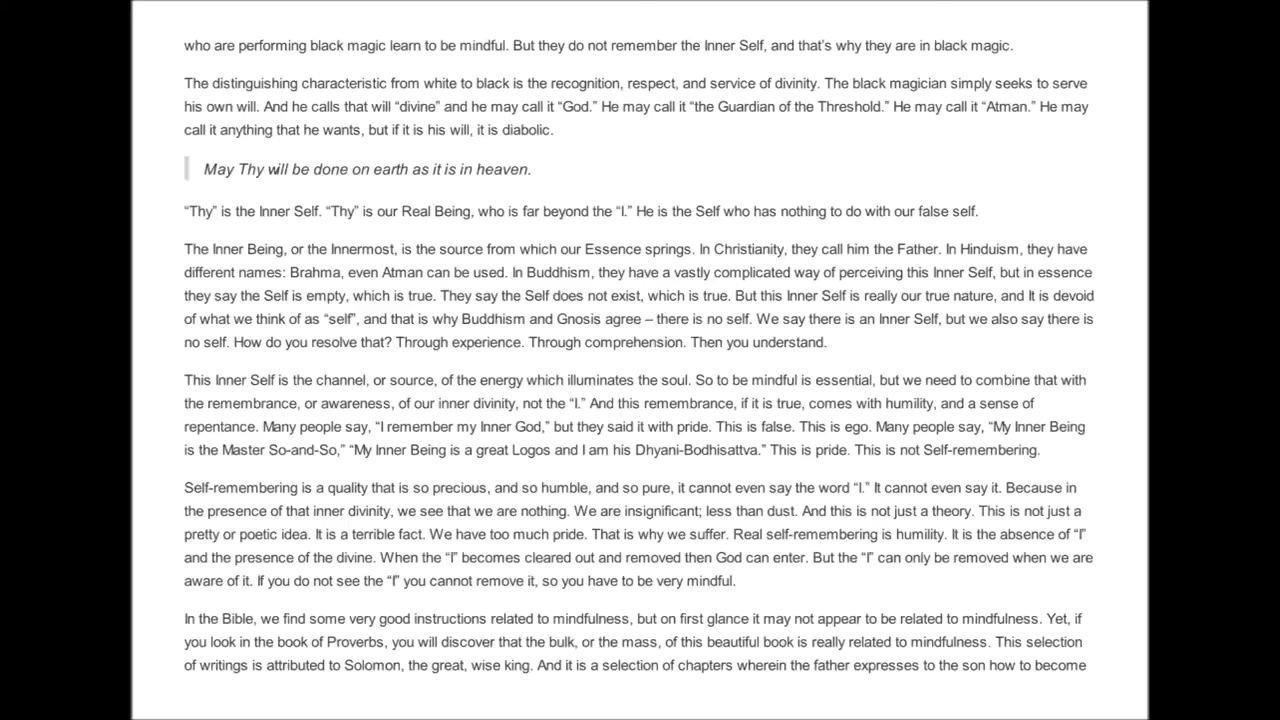 who are performing black magic learn to be mindful. But they do not remember the Inner Self, and that's why they are in black magic.
The distinguishing characteristic from white to black is the recognition, respect, and service of divinity. The black magician simply seeks to serve
his own will. And he calls that will “divine” and he may call it “God.” He may call it “the Guardian of the Threshold.” He may call it “Atman.” He may
call it anything that he wants, but if it is his will, it is diabolic.
May Thy will be done on earth as it is in heaven.
“Thy” is the Inner Self. “Thy” is our Real Being, who is far beyond the “I.” He is the Self who has nothing to do with our false self.
The Inner Being, or the Innermost, is the source from which our Essence springs. In Christianity, they call him the Father. In Hinduism, they have
different names: Brahma, even Atman can be used. In Buddhism, they have a vastly complicated way of perceiving this Inner Self, but in essence
they say the Self is empty, which is true. They say the Self does not exist, which is true. But this Inner Self is really our true nature, and It is devoid
of what we think of as “self”, and that is why Buddhism and Gnosis agree – there is no self. We say there is an Inner Self, but we also say there is
no self. How do you resolve that? Through experience. Through comprehension. Then you understand.
This Inner Self is the channel, or source, of the energy which illuminates the soul. So to be mindful is essential, but we need to combine that with
the remembrance, or awareness, of our inner divinity, not the “I.” And this remembrance, if it is true, comes with humility, and a sense of
repentance. Many people say, “I remember my Inner God,” but they said it with pride. This is false. This is ego. Many people say, “My Inner Being
is the Master So-and-So,” “My Inner Being is a great Logos and I am his Dhyani-Bodhisattva.” This is pride. This is not Self-remembering.
Self-remembering is a quality that is so precious, and so humble, and so pure, it cannot even say the word “I.” It cannot even say it. Because in
the presence of that inner divinity, we see that we are nothing. We are insignificant; less than dust. And this is not just a theory. This is not just a
pretty or poetic idea. It is a terrible fact. We have too much pride. That is why we suffer. Real self-remembering is humility. It is the absence of “I”
and the presence of the divine. When the “I” becomes cleared out and removed then God can enter. But the “I” can only be removed when we are
aware of it. If you do not see the “I” you cannot remove it, so you have to be very mindful.
In the Bible, we find some very good instructions related to mindfulness, but on first glance it may not appear to be related to mindfulness. Yet, if
you look in the book of Proverbs, you will discover that the bulk, or the mass, of this beautiful book is really related to mindfulness. This selection
of writings is attributed to Solomon, the great, wise king. And it is a selection of chapters wherein the father expresses to the son how to become